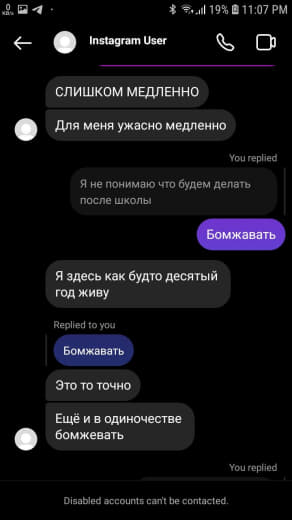 0
KB/s
19% 11:07 PM
Instagram User
СЛИШКОМ МЕДЛЕННО
Для меня ужасно медленно
You replied
Я не понимаю что будем делать
после школы
Бомжавать
Я здесь как будто десятый
год живу
Replied to you
Бомжавать
Это то точно
Ещё и в одиночестве
бомжевать
You replied
Disabled accounts can't be contacted.